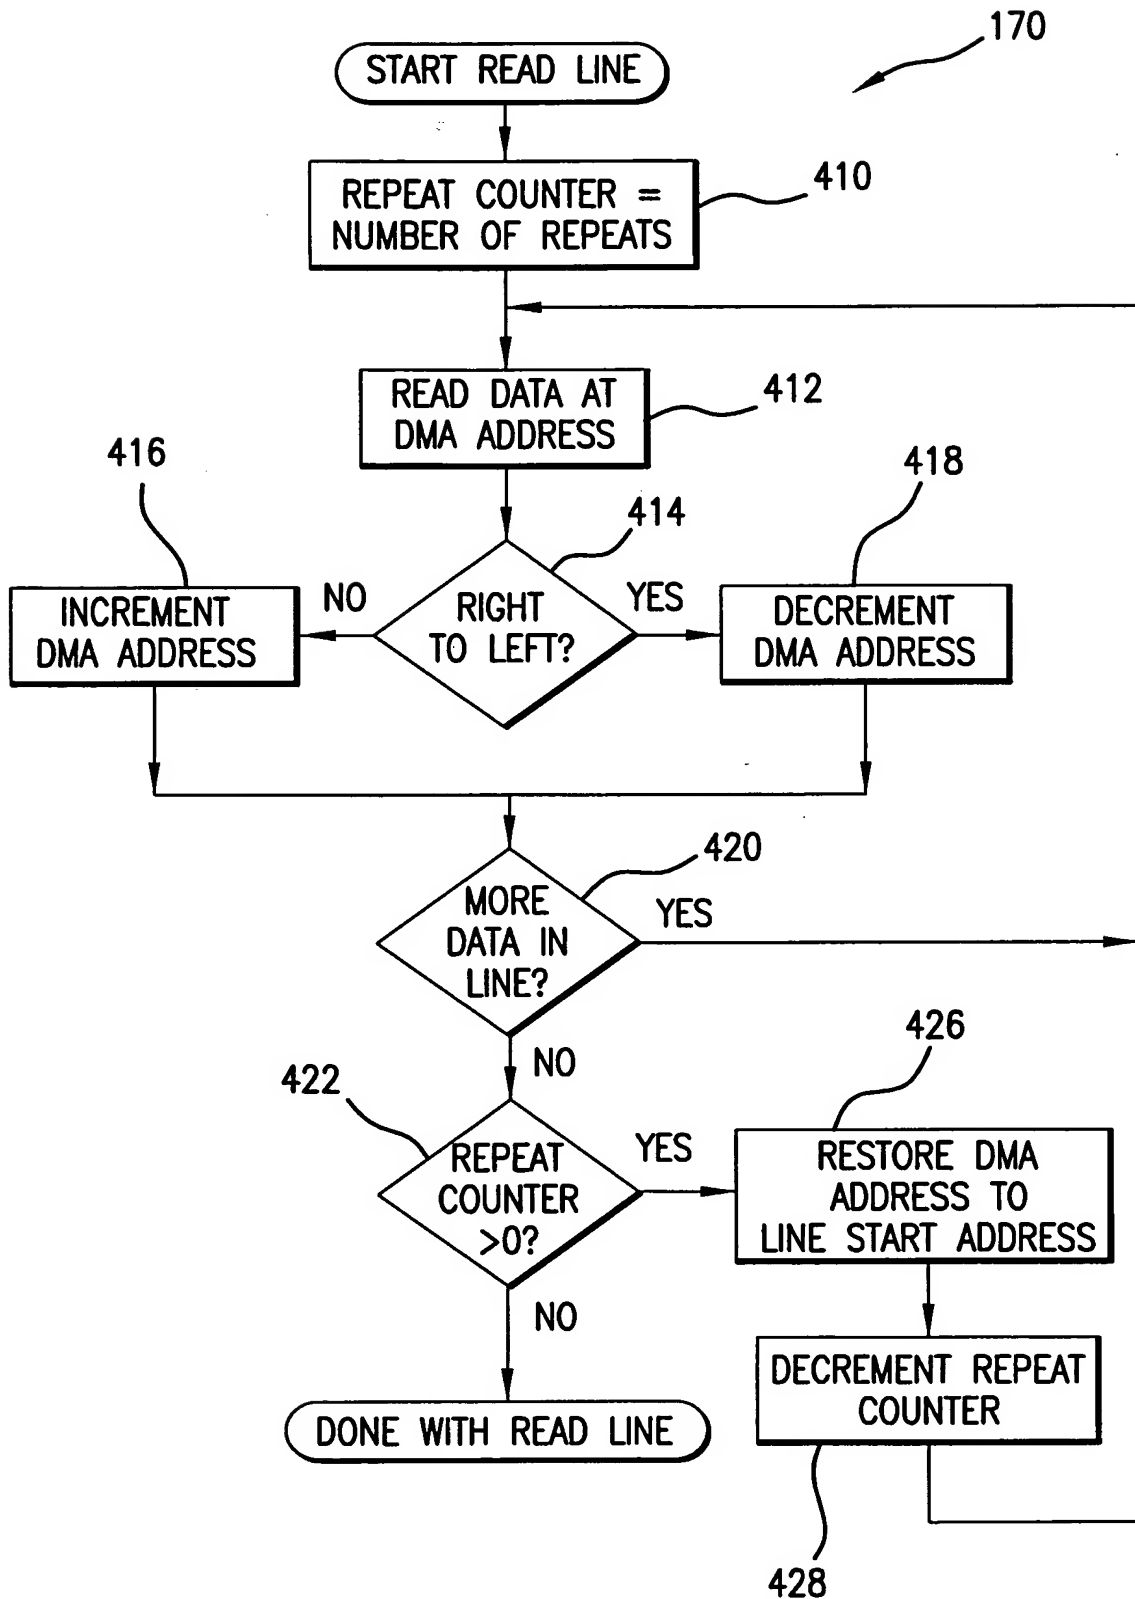 170
START READ LINE
410
REPEAT COUNTER =
NUMBER OF REPEATS
412
READ DATA AT
DMA ADDRESS
416
418
414
NO
YES
INCREMENT
DMA ADDRESS
RIGHT
TO LEFT?
DECREMENT
DMA ADDRESS
420
MORE
DATA IN
LINE?
YES
NO
426
422
REPEAT
COUNTER
>0?
YES
RESTORE DMA
ADDRESS TO
LINE START ADDRESS
NO
DECREMENT REPEAT
COUNTER
DONE WITH READ LINE
428